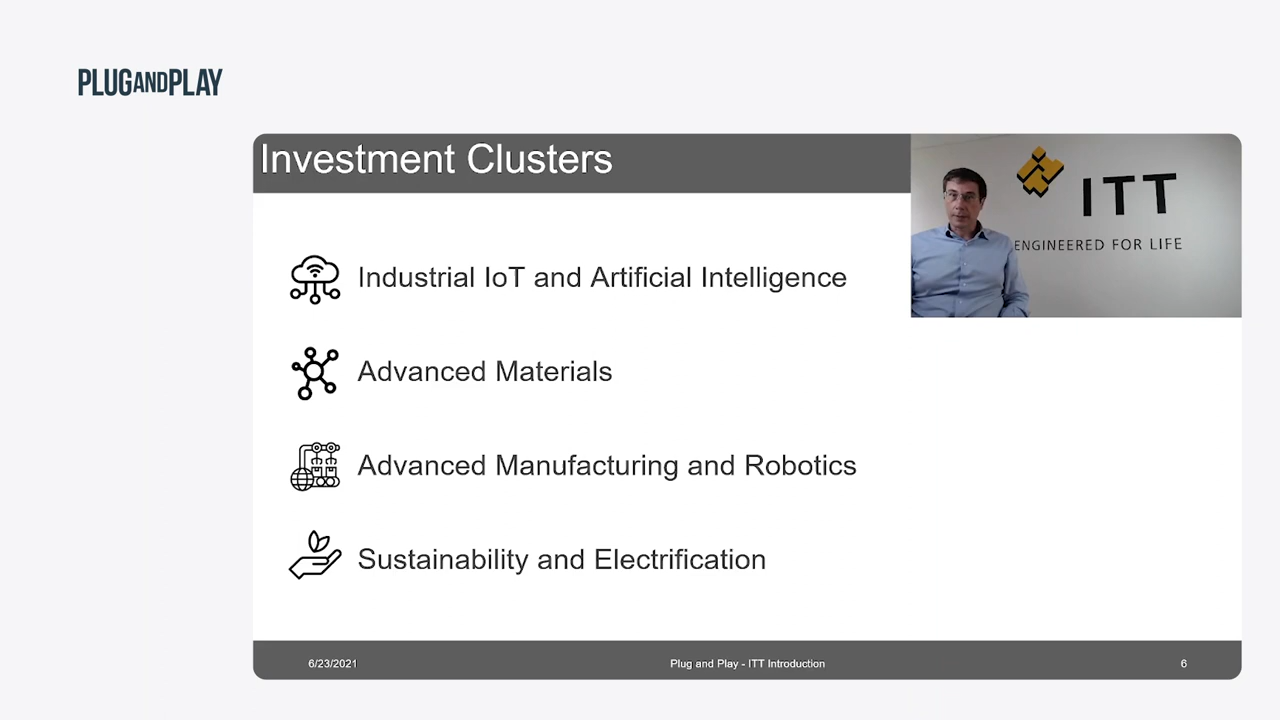 PLUGANDPLAY
Investment Clusters
ITT
ENGINEERED FOR LIFE
Industrial IoT and Artificial Intelligence
Advanced Materials
Advanced Manufacturing and Robotics
Sustainability and Electrification
6/23/2021
Plug and Play - ITT Introduction
6